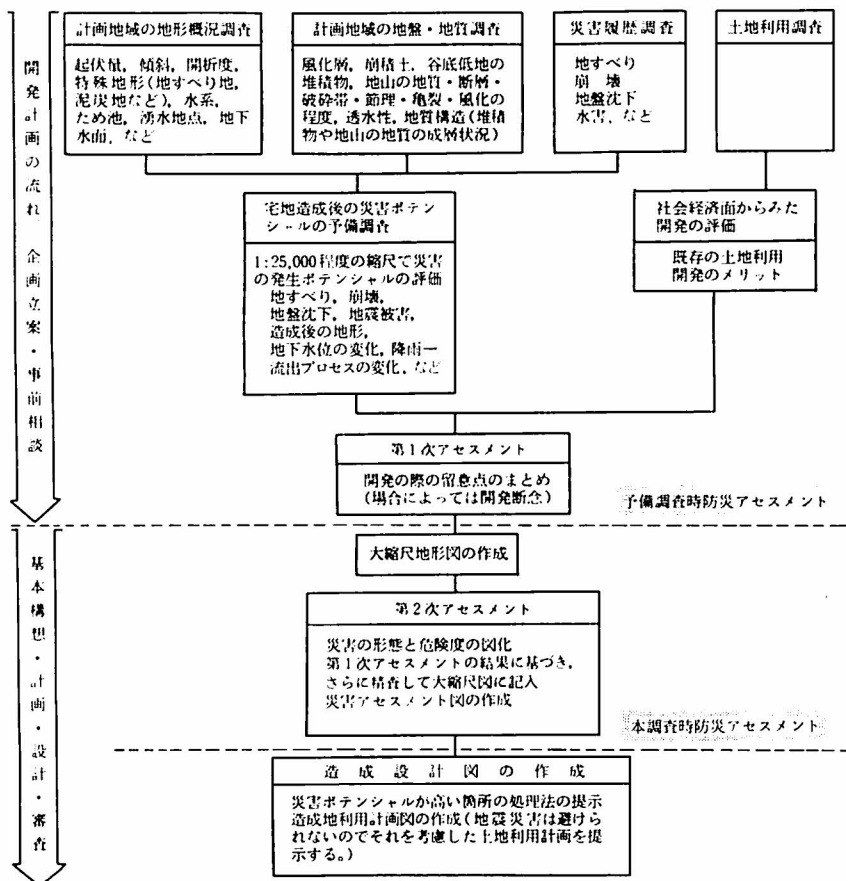 開発計画の流れ 企画立案・事前相談
計画地域の地形概況調査
起伏量, 傾斜, 開析度,
特殊地形(地すべり地,
泥炭地など), 水系,
ため池, 湧水地点, 地下
水面, など
計画地域の地盤・地質調査
風化層, 崩積土, 谷底低地の
堆積物, 地山の地質・断層・
破砕帯・節理・亀裂・風化の
程度, 透水性, 地質構造(堆積
物や地山の地質の成層状況)
災害履歴調査
地すべり
崩 壊
地盤沈下
水害, など
土地利用調査
宅地造成後の災害ポテン
シャルの予備調査
1:25,000程度の縮尺で災害
の発生ポテンシャルの評価
地すべり, 崩壊,
地盤沈下, 地震被害,
造成後の地形,
地下水位の変化, 降雨―
流出プロセスの変化, など
社会経済面からみた
開発の評価
既存の土地利用
開発のメリット
第1次アセスメント
開発の際の留意点のまとめ
(場合によっては開発断念)
予備調査時防災アセスメント
基本構想・計画・設計・審査
大縮尺地形図の作成
第2次アセスメント
災害の形態と危険度の図化
第1次アセスメントの結果に基づき,
さらに精査して大縮尺図に記入
災害アセスメント図の作成
本調査時防災アセスメント
造成設計図の作成
災害ポテンシャルが高い箇所の処理法の提示
造成地利用計画図の作成(地震災害は避けら
れないのでそれを考慮した土地利用計画を提
示する。)